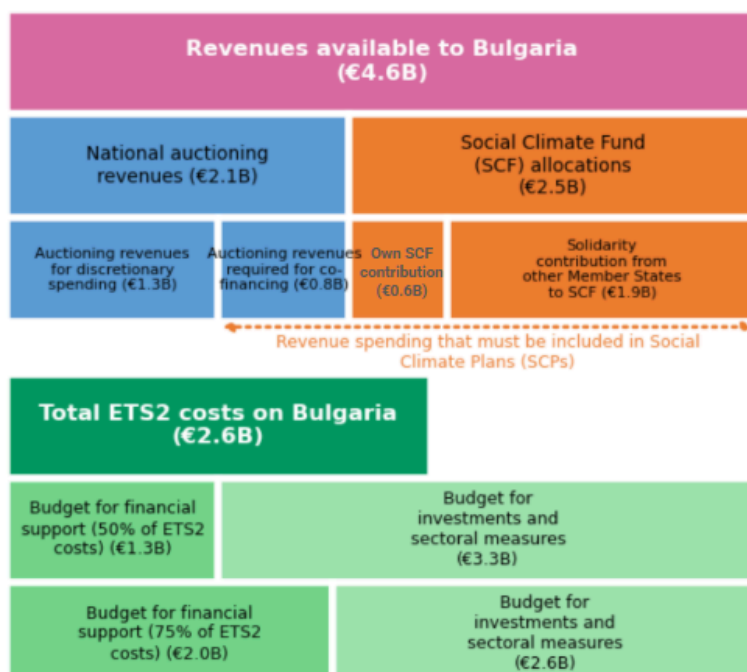 Revenues available to Bulgaria
(€4.6B)
National auctioning
revenues (€2.1B)
Social Climate Fund
(SCF) allocations
(€2.5B)
Auctioning revenues
for discretionary
spending (€1.3B)
Auctioning revenues
required for co-
financing (€0.8B)
Own SCF
contribution
(€0.6B)
Solidarity
contribution from
other Member States
to SCF (€1.9B)
Revenue spending that must be included in Social
Climate Plans (SCPs)
Total ETS2 costs on Bulgaria
(€2.6B)
Budget for financial
support (50% of ETS2
costs) (€1.3B)
Budget for
investments and
sectoral measures
(€3.3B)
Budget for financial
support (75% of ETS2
costs) (€2.0B)
Budget for
investments and
sectoral measures
(€2.6B)